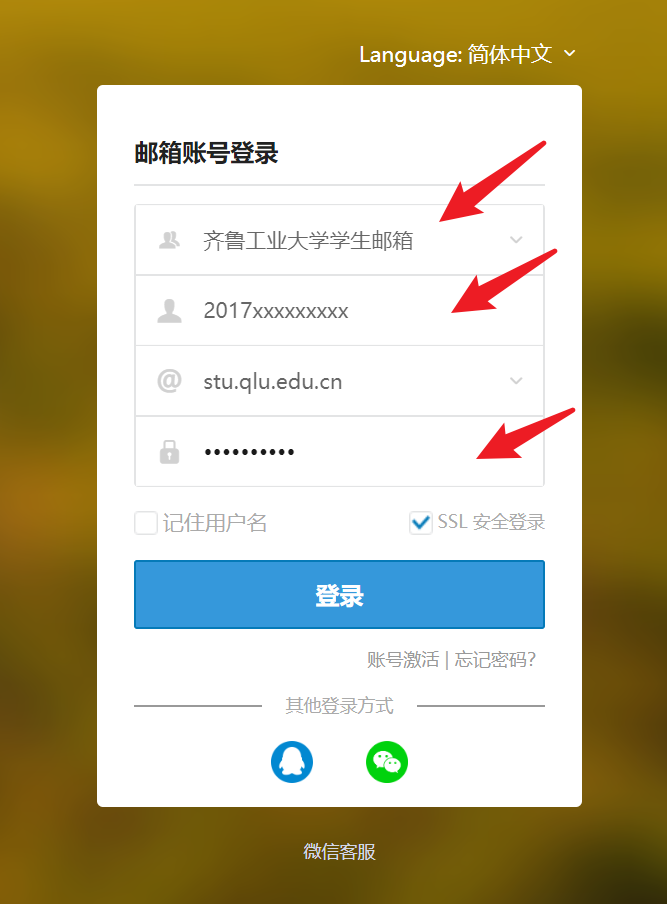 Language: 简体中文
邮箱账号登录
齐鲁工业大学学生邮箱
2017xxxxxxxxx
@ stu.qlu.edu.cn
••••••••••
记住用户名 SSL 安全登录
登录
账号激活 | 忘记密码?
其他登录方式
微信客服